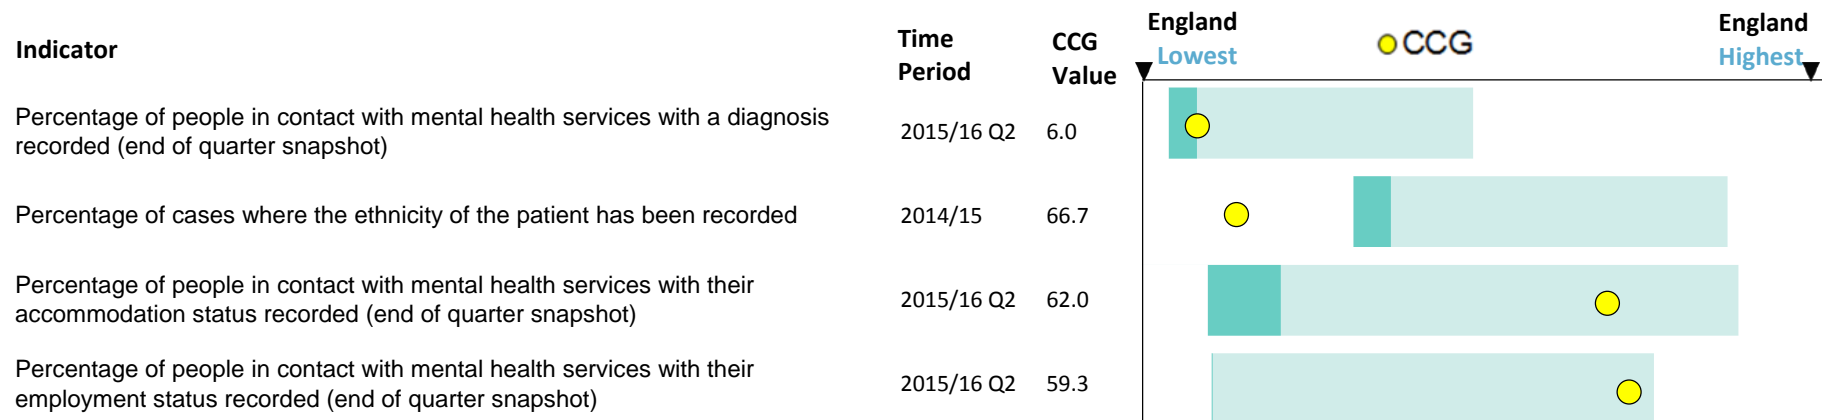 Indicator
Time Period
CCG Value
England Lowest
CCG
England Highest
Percentage of people in contact with mental health services with a diagnosis
recorded (end of quarter snapshot)
2015/16 Q2
6.0
Percentage of cases where the ethnicity of the patient has been recorded
2014/15
66.7
Percentage of people in contact with mental health services with their
accommodation status recorded (end of quarter snapshot)
2015/16 Q2
62.0
Percentage of people in contact with mental health services with their
employment status recorded (end of quarter snapshot)
2015/16 Q2
59.3